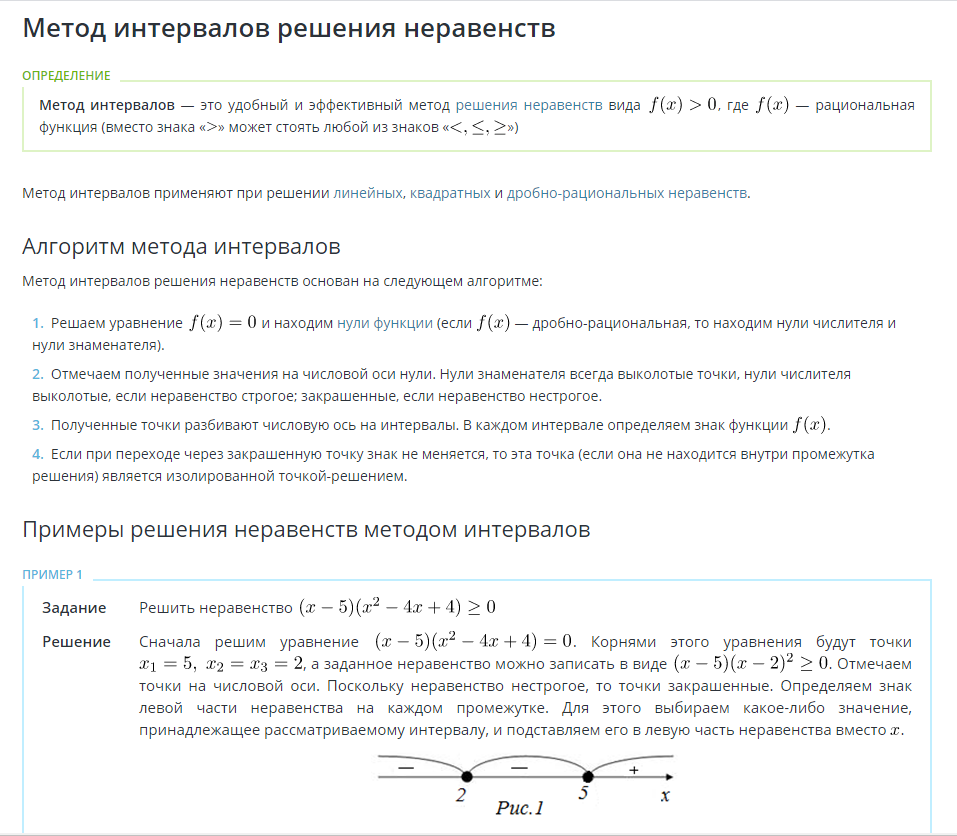 Метод интервалов решения неравенств
ОПРЕДЕЛЕНИЕ
Метод интервалов — это удобный и эффективный метод решения неравенств вида f(x) > 0, где f(x) — рациональная
функция (вместо знака «>» может стоять любой из знаков «<, ≤, ≥»)
Метод интервалов применяют при решении линейных, квадратных и дробно-рациональных неравенств.
Алгоритм метода интервалов
Метод интервалов решения неравенств основан на следующем алгоритме:
1. Решаем уравнение f(x) = 0 и находим нули функции (если f(x) — дробно-рациональная, то находим нули числителя и
нули знаменателя).
2. Отмечаем полученные значения на числовой оси нули. Нули знаменателя всегда выколотые точки, нули числителя
выколотые, если неравенство строгое; закрашенные, если неравенство нестрогое.
3. Полученные точки разбивают числовую ось на интервалы. В каждом интервале определяем знак функции f(x).
4. Если при переходе через закрашенную точку знак не меняется, то эта точка (если она не находится внутри промежутка
решения) является изолированной точкой-решением.
Примеры решения неравенств методом интервалов
ПРИМЕР 1
Задание Решить неравенство (x − 5)(x² − 4x + 4) ≥ 0
Решение Сначала решим уравнение (x − 5)(x² − 4x + 4) = 0. Корнями этого уравнения будут точки
x₁ = 5, x₂ = x₃ = 2, а заданное неравенство можно записать в виде (x − 5)(x − 2)² ≥ 0. Отмечаем
точки на числовой оси. Поскольку неравенство нестрогое, то точки закрашенные. Определяем знак
левой части неравенства на каждом промежутке. Для этого выбираем какое-либо значение,
принадлежащее рассматриваемому интервалу, и подставляем его в левую часть неравенства вместо x.
— — +
2 5 x
Рис.1